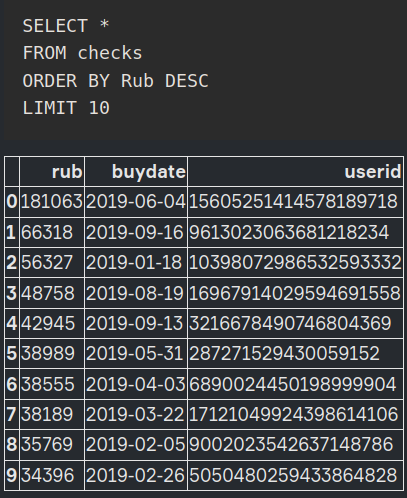 SELECT *
FROM checks
ORDER BY Rub DESC
LIMIT 10
rub buydate userid
0 181063 2019-06-04 15605251414578189718
1 66318 2019-09-16 9613023063681218234
2 56327 2019-01-18 10398072986532593332
3 48758 2019-08-19 16967914029594691558
4 42945 2019-09-13 3216678490746804369
5 38989 2019-05-31 287271529430059152
6 38555 2019-04-03 6890024450198999904
7 38189 2019-03-22 17121049924398614106
8 35769 2019-02-05 9002023542637148786
9 34396 2019-02-26 5050480259433864828